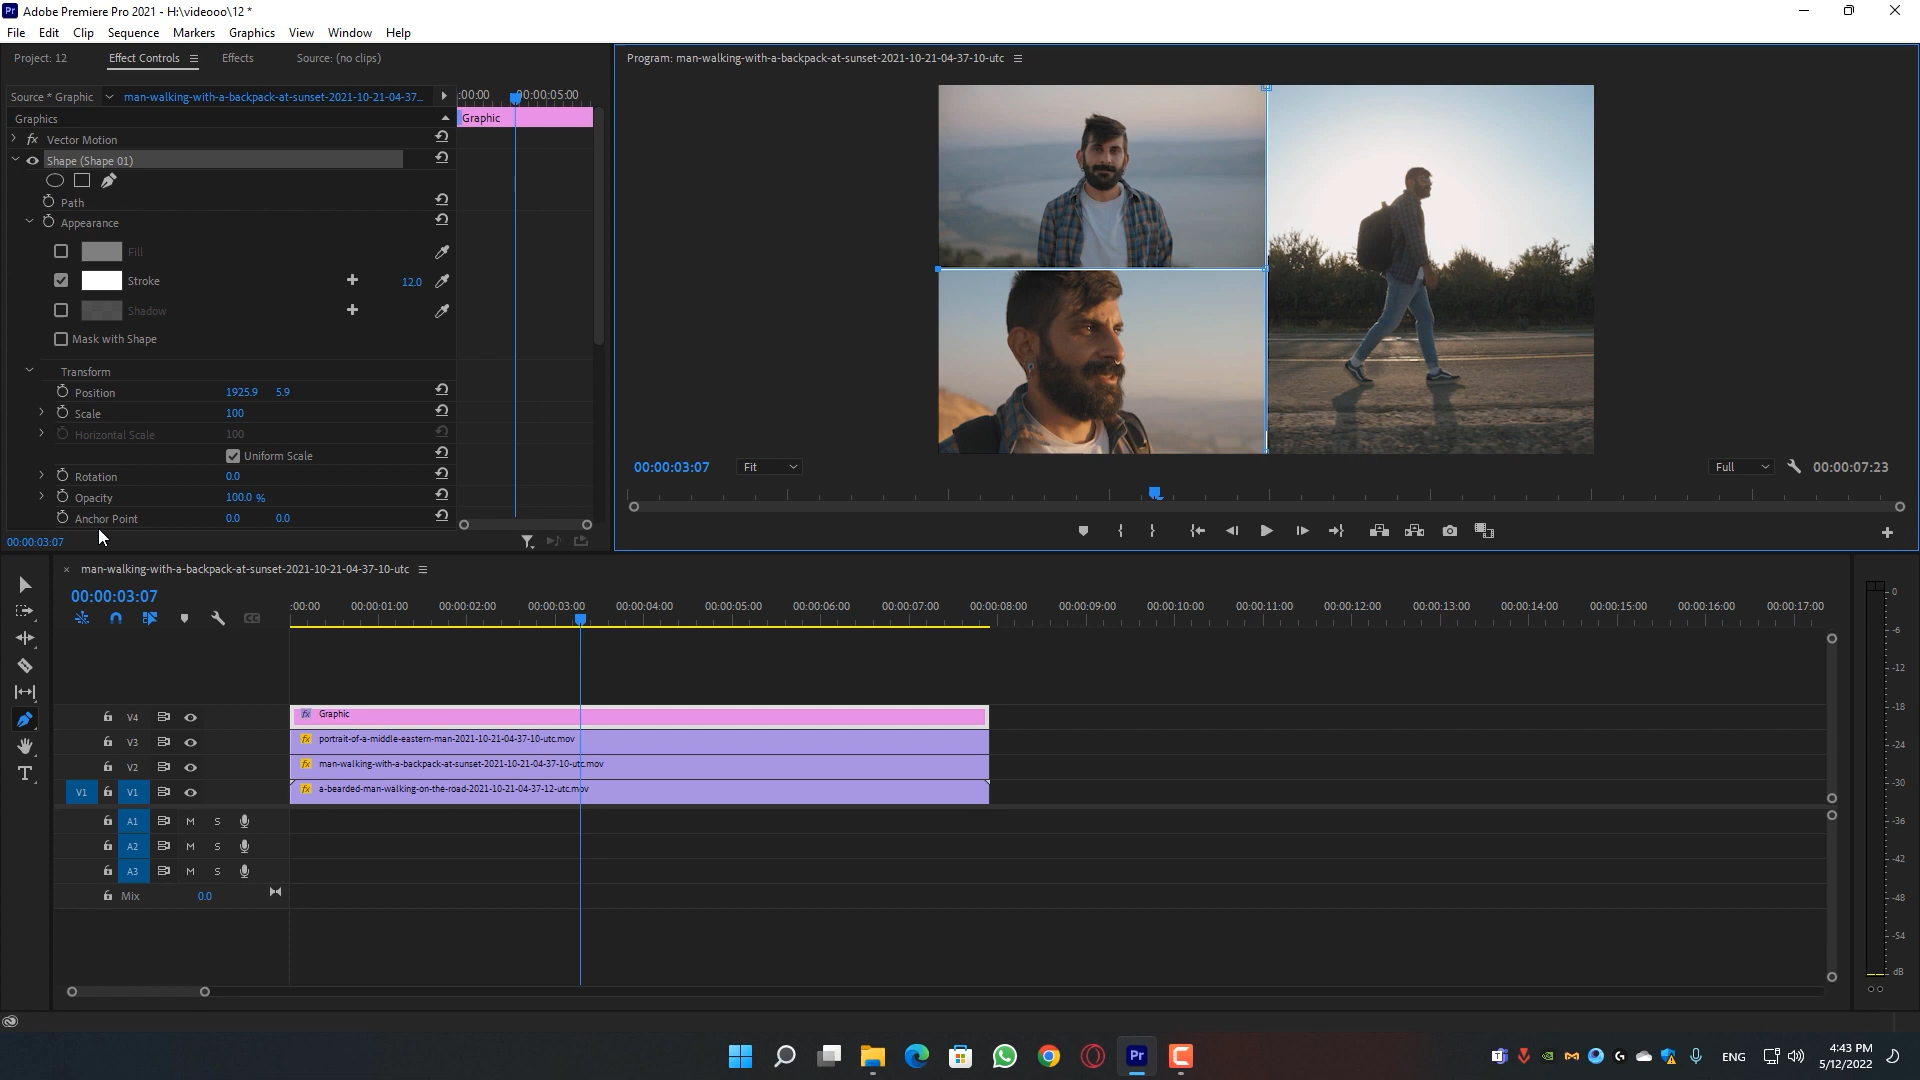 Pr Adobe Premiere Pro 2021 - H:\videooo\12 *
File Edit Clip Sequence Markers Graphics View Window Help
Project: 12 Effect Controls Effects Source: (no clips)
Program: man-walking-with-a-backpack-at-sunset-2021-10-21-04-37-10-utc
Source * Graphic man-walking-with-a-backpack-at-sunset-2021-10-21-04-37... :00:00 00:00:05:00
Graphics Graphic
fx Vector Motion
Shape (Shape 01)
Path
Appearance
Fill
Stroke 12.0
Shadow
Mask with Shape
Transform
Position 1925.9 5.9
Scale 100
Horizontal Scale 100
Uniform Scale
Rotation 0.0
Opacity 100.0 %
Anchor Point 0.0 0.0
00:00:03:07
00:00:03:07 Fit Full 00:00:07:23
man-walking-with-a-backpack-at-sunset-2021-10-21-04-37-10-utc
00:00:03:07
:00:00 00:00:01:00 00:00:02:00 00:00:03:00 00:00:04:00 00:00:05:00 00:00:06:00 00:00:07:00 00:00:08:00 00:00:09:00 00:00:10:00 00:00:11:00 00:00:12:00 00:00:13:00 00:00:14:00 00:00:15:00 00:00:16:00 00:00:17:00
V4 fx Graphic
V3 fx portrait-of-a-middle-eastern-man-2021-10-21-04-37-10-utc.mov
V2 fx man-walking-with-a-backpack-at-sunset-2021-10-21-04-37-10-utc.mov
V1 V1 fx a-bearded-man-walking-on-the-road-2021-10-21-04-37-12-utc.mov
A1 M S
A2 M S
A3 M S
Mix 0.0
0
-6
-12
-18
-24
-30
-36
-42
-48
-54
dB
Pr
ENG
4:43 PM
5/12/2022